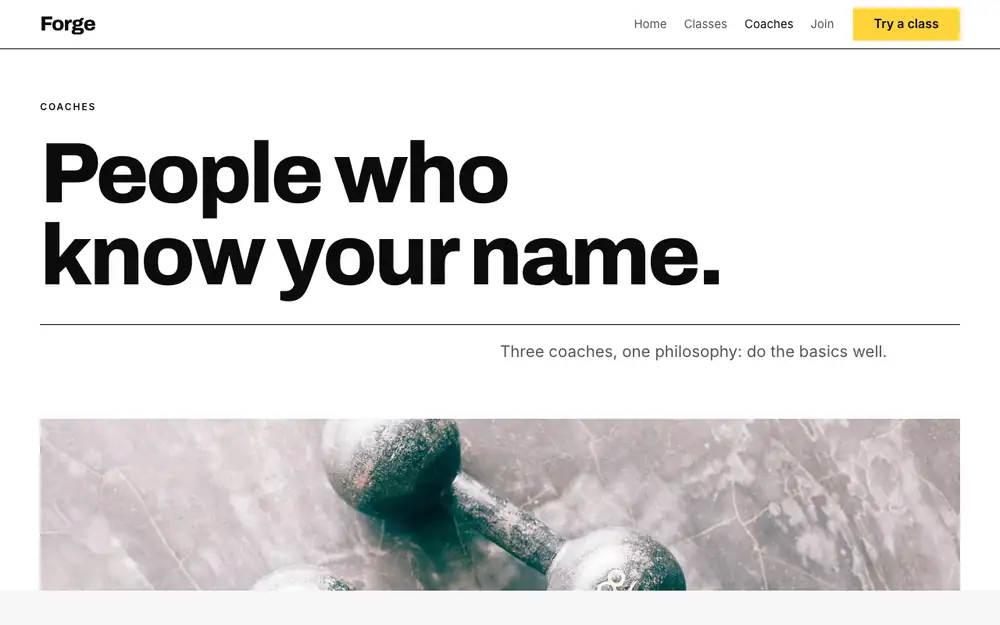 Forge
Home
Classes
Coaches
Join
Try a class
COACHES
People who
know your name.
Three coaches, one philosophy: do the basics well.